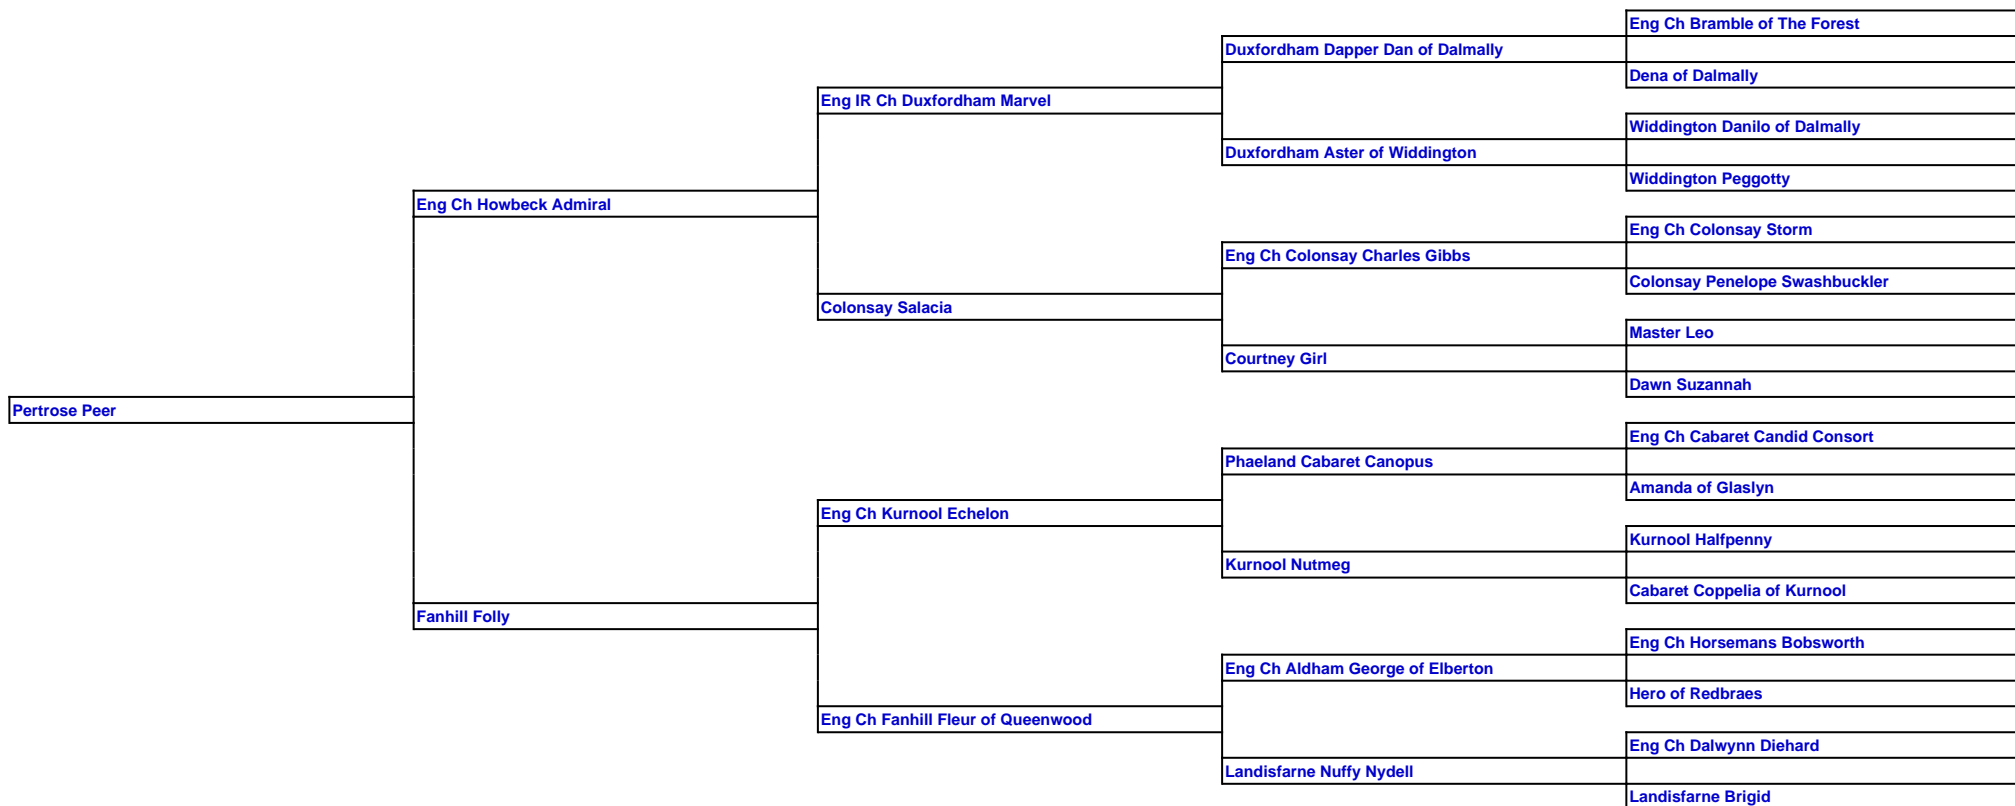 Eng Ch Bramble of The Forest
Duxfordham Dapper Dan of Dalmally
Dena of Dalmally
Eng IR Ch Duxfordham Marvel
Widdington Danilo of Dalmally
Duxfordham Aster of Widdington
Widdington Peggotty
Eng Ch Howbeck Admiral
Eng Ch Colonsay Storm
Eng Ch Colonsay Charles Gibbs
Colonsay Penelope Swashbuckler
Colonsay Salacia
Master Leo
Courtney Girl
Dawn Suzannah
Pertrose Peer
Eng Ch Cabaret Candid Consort
Phaeland Cabaret Canopus
Amanda of Glaslyn
Eng Ch Kurnool Echelon
Kurnool Halfpenny
Kurnool Nutmeg
Cabaret Coppelia of Kurnool
Fanhill Folly
Eng Ch Horsemans Bobsworth
Eng Ch Aldham George of Elberton
Hero of Redbraes
Eng Ch Fanhill Fleur of Queenwood
Eng Ch Dalwynn Diehard
Landisfarne Nuffy Nydell
Landisfarne Brigid